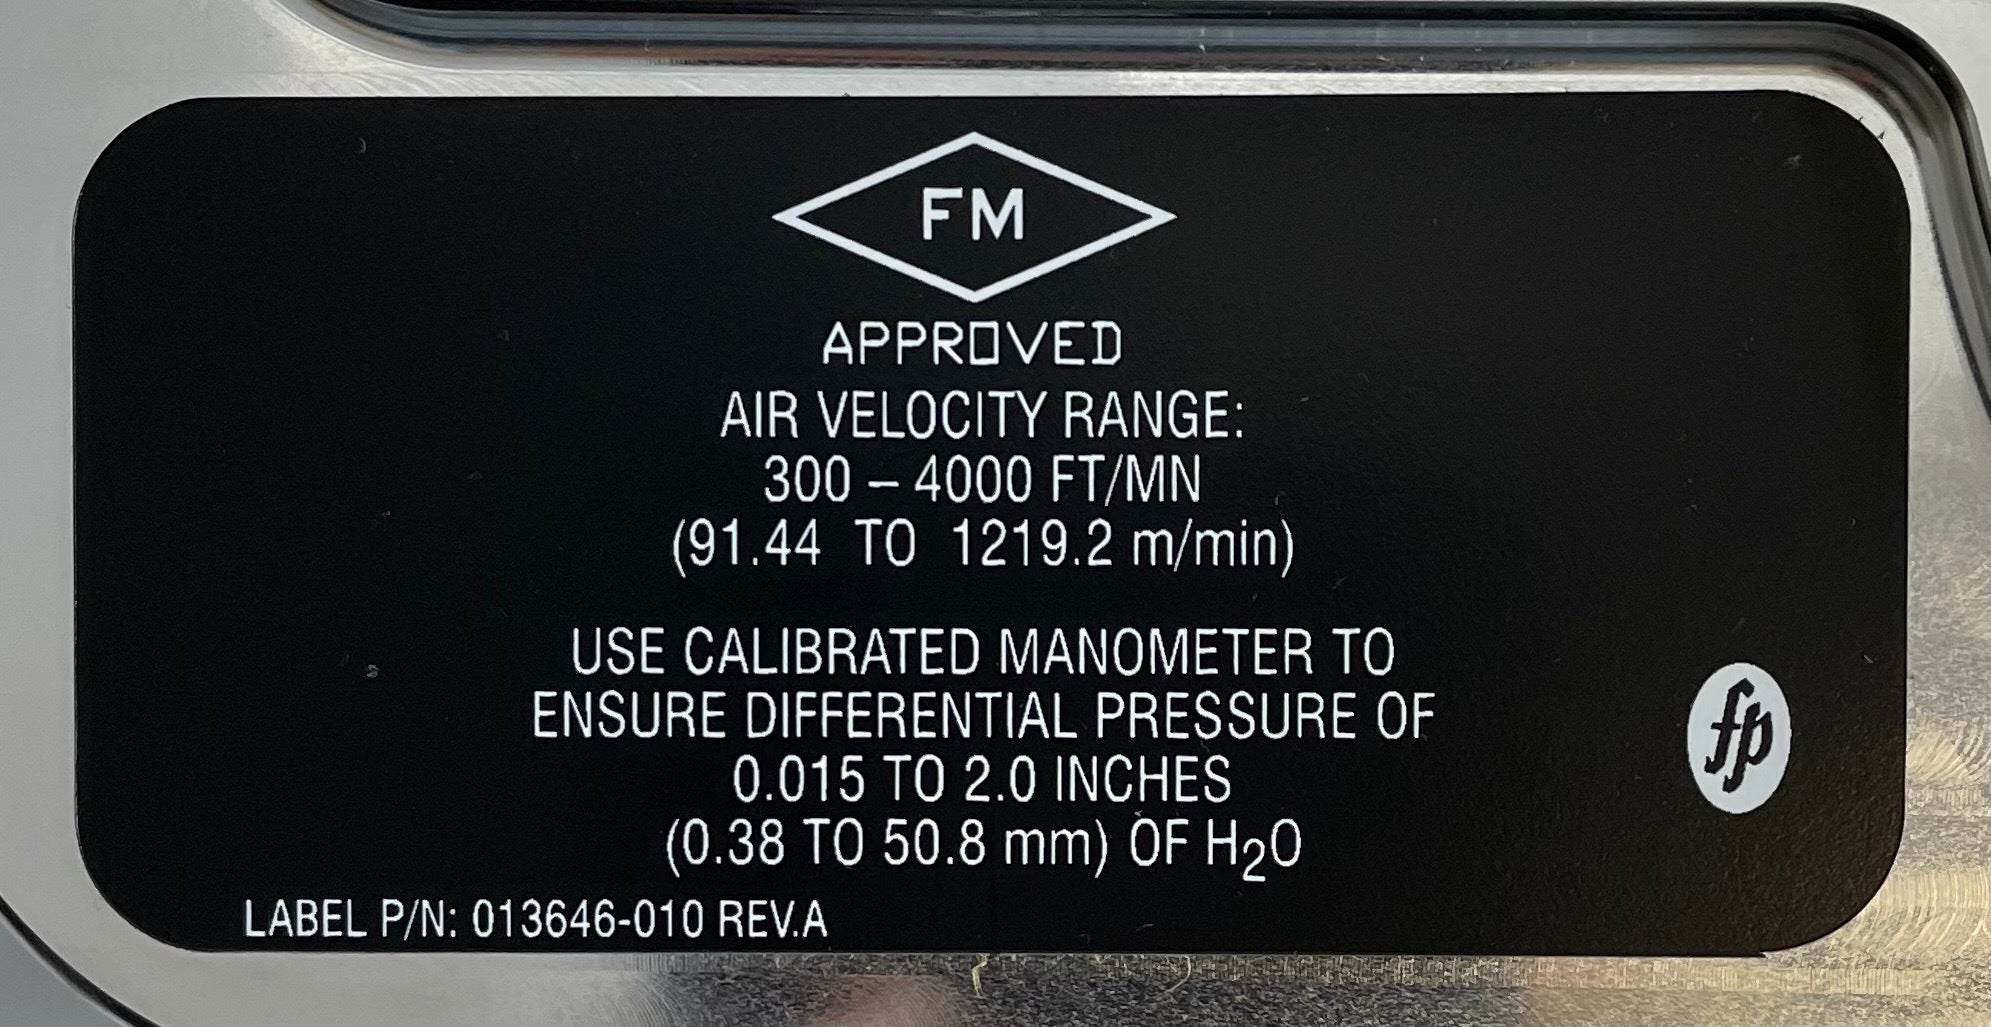 FM
APPROVED
AIR VELOCITY RANGE:
300 – 4000 FT/MN
(91.44 TO 1219.2 m/min)
USE CALIBRATED MANOMETER TO
ENSURE DIFFERENTIAL PRESSURE OF
0.015 TO 2.0 INCHES
(0.38 TO 50.8 mm) OF H₂O
fp
LABEL P/N: 013646-010 REV.A